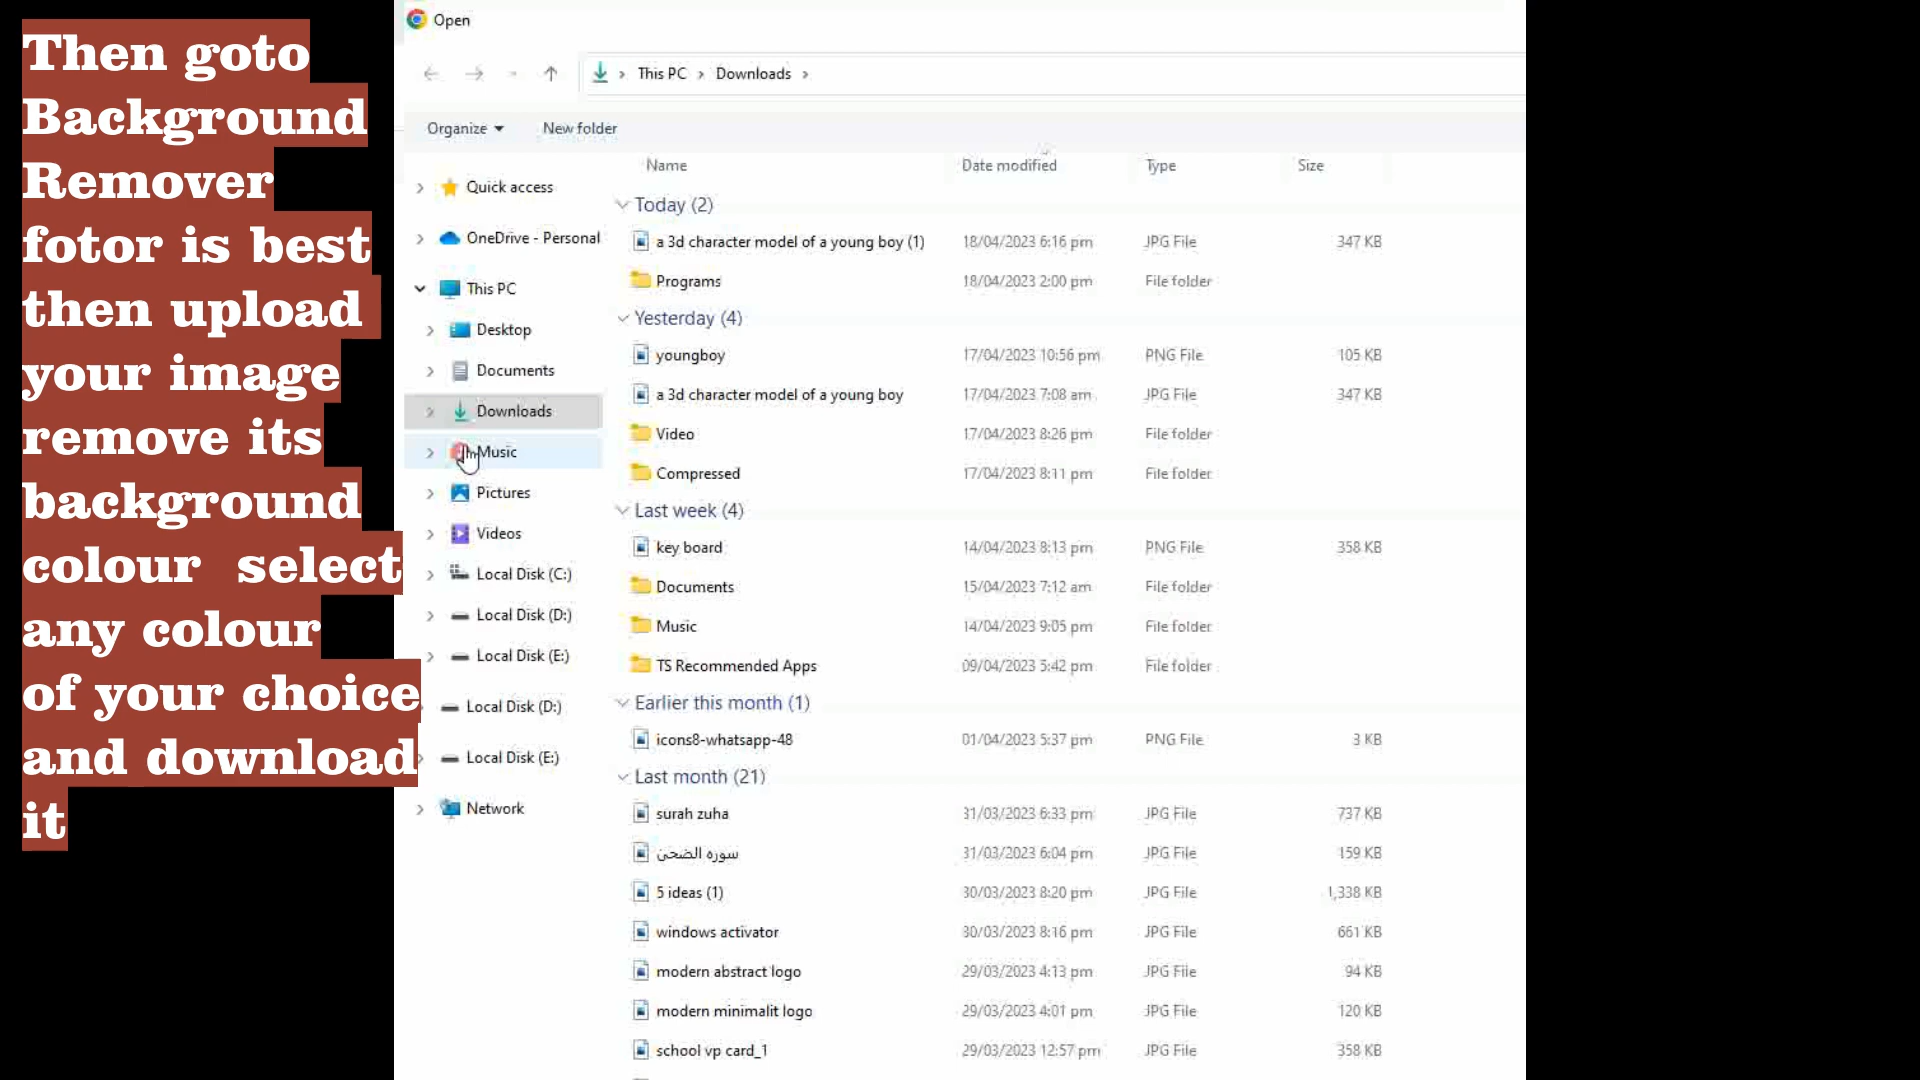 Then goto
Background
Remover
fotor is best
then upload
your image
remove its
background
colour select
any colour
of your choice
and download
it
Open
This PC > Downloads >
Organize New folder
Name Date modified Type Size
Quick access
OneDrive - Personal
This PC
Desktop
Documents
Downloads
Music
Pictures
Videos
Local Disk (C:)
Local Disk (D:)
Local Disk (E:)
Local Disk (D:)
Local Disk (E:)
Network
Today (2)
a 3d character model of a young boy (1) 18/04/2023 6:16 pm JPG File 347 KB
Programs 18/04/2023 2:00 pm File folder
Yesterday (4)
youngboy 17/04/2023 10:56 pm PNG File 105 KB
a 3d character model of a young boy 17/04/2023 7:08 am JPG File 347 KB
Video 17/04/2023 8:26 pm File folder
Compressed 17/04/2023 8:11 pm File folder
Last week (4)
key board 14/04/2023 8:13 pm PNG File 358 KB
Documents 15/04/2023 7:12 am File folder
Music 14/04/2023 9:05 pm File folder
TS Recommended Apps 09/04/2023 5:42 pm File folder
Earlier this month (1)
icons8-whatsapp-48 01/04/2023 5:37 pm PNG File 3 KB
Last month (21)
surah zuha 31/03/2023 6:33 pm JPG File 737 KB
سورہ الضحیٰ 31/03/2023 6:04 pm JPG File 159 KB
5 ideas (1) 30/03/2023 8:20 pm JPG File 1,338 KB
windows activator 30/03/2023 8:16 pm JPG File 661 KB
modern abstract logo 29/03/2023 4:13 pm JPG File 94 KB
modern minimalit logo 29/03/2023 4:01 pm JPG File 120 KB
school vp card_1 29/03/2023 12:57 pm JPG File 358 KB